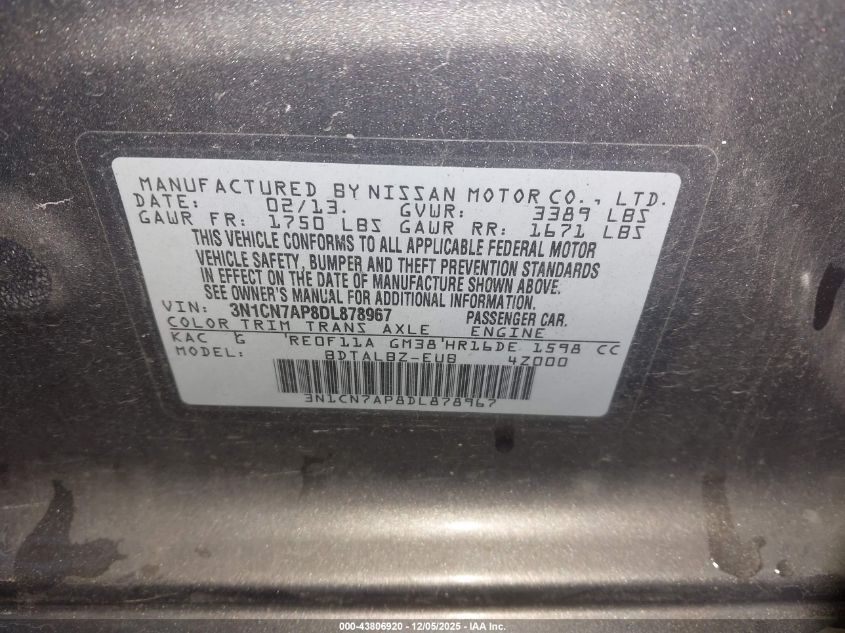 MANUFACTURED BY NISSAN MOTOR CO., LTD.
DATE: 02/13. GVWR: 3389 LBS
GAWR FR: 1750 LBS GAWR RR: 1671 LBS
THIS VEHICLE CONFORMS TO ALL APPLICABLE FEDERAL MOTOR
VEHICLE SAFETY, BUMPER AND THEFT PREVENTION STANDARDS
IN EFFECT ON THE DATE OF MANUFACTURE SHOWN ABOVE.
SEE OWNER'S MANUAL FOR ADDITIONAL INFORMATION.
VIN: 3N1CN7AP8DL878967 PASSENGER CAR.
COLOR TRIM TRANS AXLE ENGINE
KAC G RE0F11A GM38 HR16DE 1598 CC
MODEL: BDTALBZ-EUB 4Z000
3N1CN7AP8DL878967
000-43806920 - 12/05/2025 - IAA Inc.